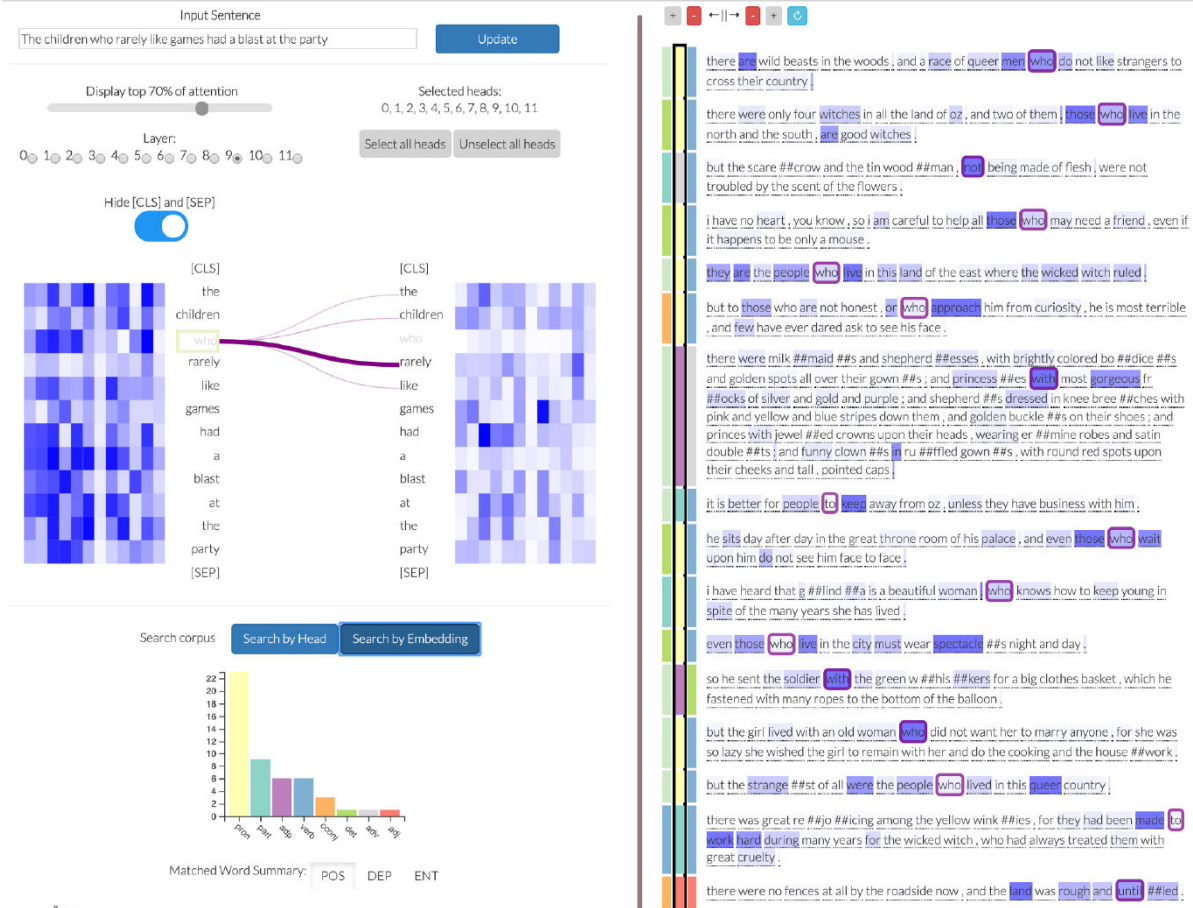 Input Sentence
The children who rarely like games had a blast at the party
Update
Display top 70% of attention
Selected heads:
0, 1, 2, 3, 4, 5, 6, 7, 8, 9, 10, 11
Layer:
0 1 2 3 4 5 6 7 8 9 10 11
Select all heads Unselect all heads
Hide [CLS] and [SEP]
[CLS] [CLS]
the the
children children
who who
rarely rarely
like like
games games
had had
a a
blast blast
at at
the the
party party
[SEP] [SEP]
Search corpus Search by Head Search by Embedding
22
20
18
16
14
12
10
8
6
4
2
0
pron part adp verb conj det adv adj
Matched Word Summary: POS DEP ENT
+ - ←||→ - +
there are wild beasts in the woods , and a race of queer men who do not like strangers to
cross their country .
there were only four witches in all the land of oz , and two of them , those who live in the
north and the south , are good witches .
but the scare ##crow and the tin wood ##man , not being made of flesh , were not
troubled by the scent of the flowers .
i have no heart , you know , so i am careful to help all those who may need a friend , even if
it happens to be only a mouse .
they are the people who live in this land of the east where the wicked witch ruled .
but to those who are not honest , or who approach him from curiosity , he is most terrible
, and few have ever dared ask to see his face .
there were milk ##maid ##s and shepherd ##esses , with brightly colored bo ##dice ##s
and golden spots all over their gown ##s ; and princess ##es with most gorgeous fr
##ocks of silver and gold and purple ; and shepherd ##s dressed in knee bree ##ches with
pink and yellow and blue stripes down them , and golden buckle ##s on their shoes ; and
princes with jewel ##ed crowns upon their heads , wearing er ##mine robes and satin
double ##ts ; and funny clown ##s in ru ##ffled gown ##s , with round red spots upon
their cheeks and tall , pointed caps .
it is better for people to keep away from oz , unless they have business with him .
he sits day after day in the great throne room of his palace , and even those who wait
upon him do not see him face to face .
i have heard that g ##lind ##a is a beautiful woman , who knows how to keep young in
spite of the many years she has lived .
even those who live in the city must wear spectacle ##s night and day .
so he sent the soldier with the green w ##his ##kers for a big clothes basket , which he
fastened with many ropes to the bottom of the balloon .
but the girl lived with an old woman who did not want her to marry anyone , for she was
so lazy she wished the girl to remain with her and do the cooking and the house ##work .
but the strange ##st of all were the people who lived in this queer country .
there was great re ##jo ##icing among the yellow wink ##ies , for they had been made to
work hard during many years for the wicked witch , who had always treated them with
great cruelty .
there were no fences at all by the roadside now , and the land was rough and until ##led .